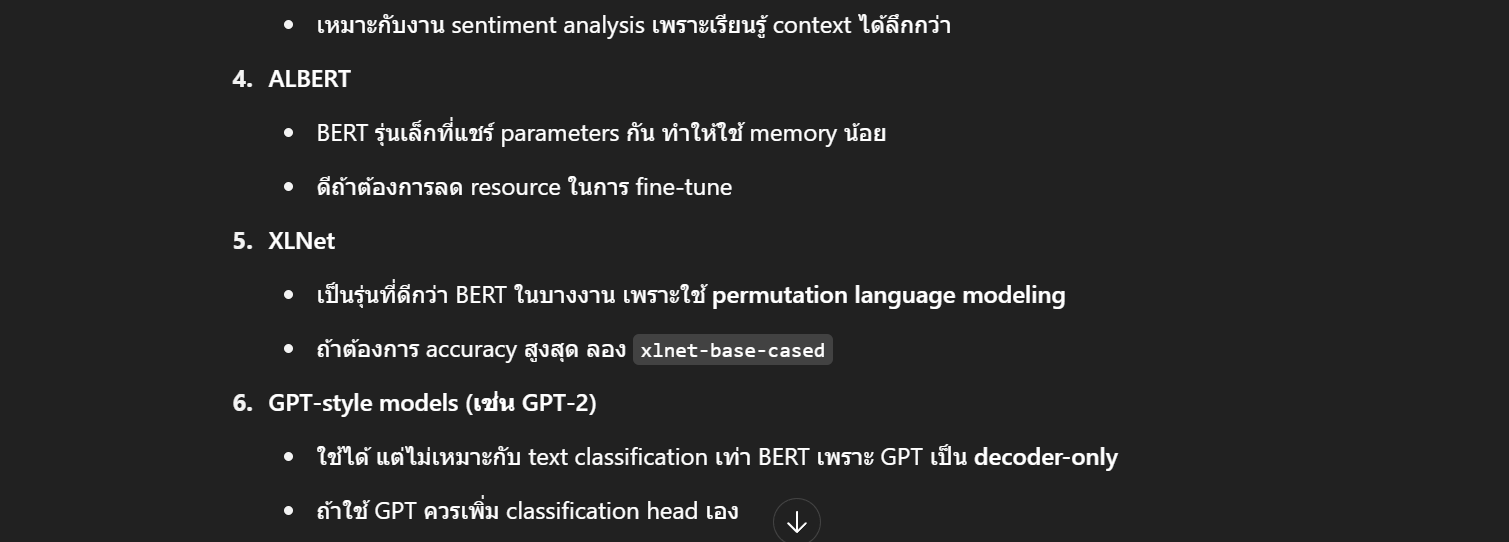 • เหมาะกับงาน sentiment analysis เพราะเรียนรู้ context ได้ลึกกว่า
4. ALBERT
• BERT รุ่นเล็กที่แชร์ parameters กัน ทำให้ใช้ memory น้อย
• ดีถ้าต้องการลด resource ในการ fine-tune
5. XLNet
• เป็นรุ่นที่ดีกว่า BERT ในบางงาน เพราะใช้ permutation language modeling
• ถ้าต้องการ accuracy สูงสุด ลอง xlnet-base-cased
6. GPT-style models (เช่น GPT-2)
• ใช้ได้ แต่ไม่เหมาะกับ text classification เท่า BERT เพราะ GPT เป็น decoder-only
• ถ้าใช้ GPT ควรเพิ่ม classification head เอง